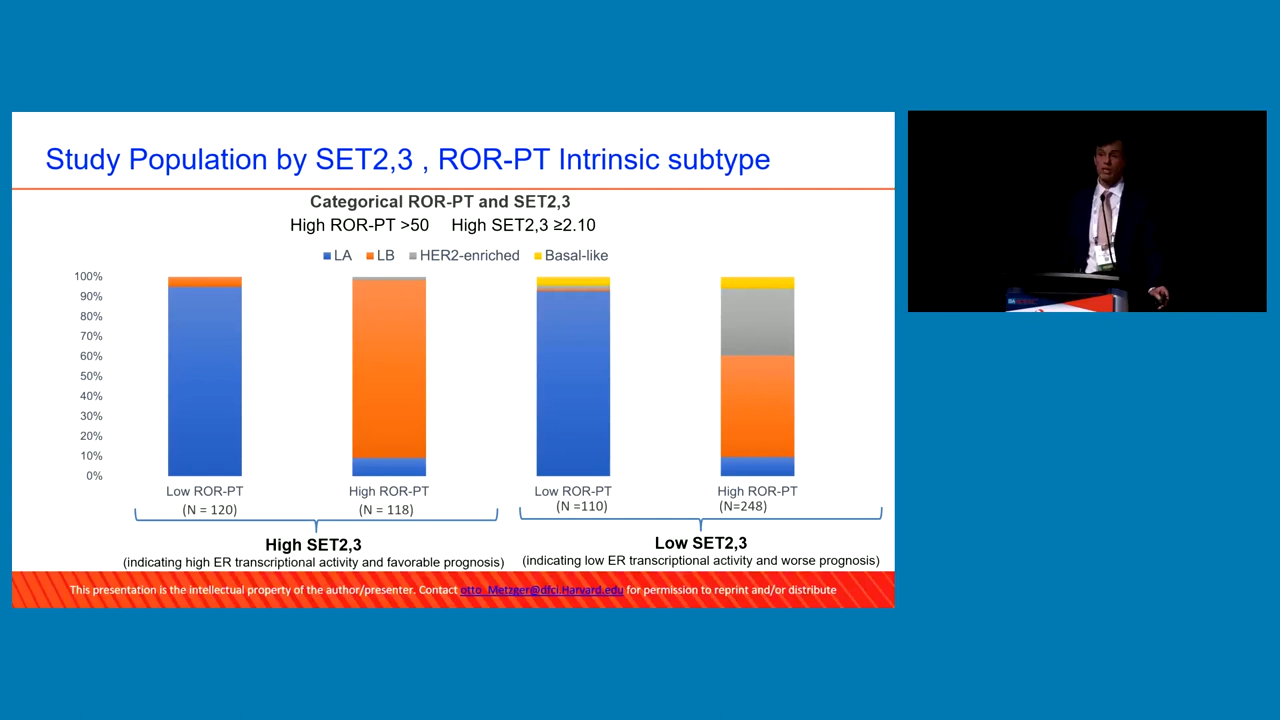 Study Population by SET2,3 , ROR-PT Intrinsic subtype
Categorical ROR-PT and SET2,3
High ROR-PT >50 High SET2,3 ≥2.10
LA LB HER2-enriched Basal-like
100%
90%
80%
70%
60%
50%
40%
30%
20%
10%
0%
Low ROR-PT High ROR-PT Low ROR-PT High ROR-PT
(N = 120) (N = 118) (N =110) (N=248)
High SET2,3 Low SET2,3
(indicating high ER transcriptional activity and favorable prognosis) (indicating low ER transcriptional activity and worse prognosis)
This presentation is the intellectual property of the author/presenter. Contact otto_Metzger@dfci.Harvard.edu for permission to reprint and/or distribute